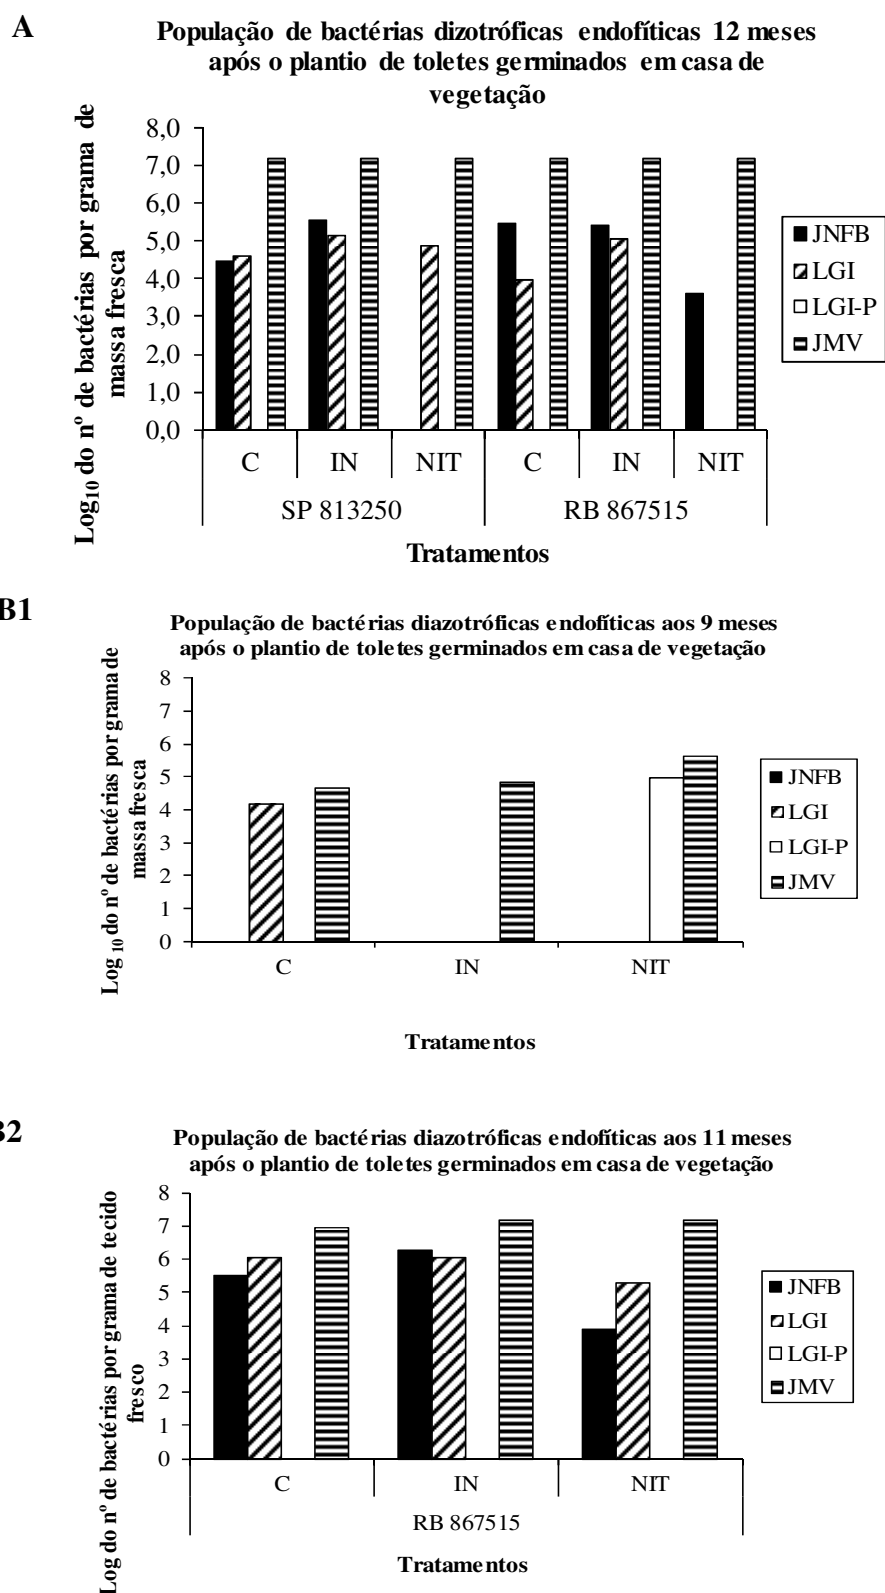 A
População de bactérias dizotróficas endofíticas 12 meses
após o plantio de toletes germinados em casa de
vegetação
Log10 do nº de bactérias por grama de
massa fresca
8,0
7,0
6,0
5,0
4,0
3,0
2,0
1,0
0,0
JNFB
LGI
LGI-P
JMV
C IN NIT C IN NIT
SP 813250 RB 867515
Tratamentos
B1
População de bactérias diazotróficas endofíticas aos 9 meses
após o plantio de toletes germinados em casa de vegetação
Log 10 do nº de bactérias por grama de
massa fresca
8
7
6
5
4
3
2
1
0
JNFB
LGI
LGI-P
JMV
C IN NIT
Tratamentos
B2
População de bactérias diazotróficas endofíticas aos 11 meses
após o plantio de toletes germinados em casa de vegetação
Log do nº de bactérias por grama de tecido
fresco
8
7
6
5
4
3
2
1
0
JNFB
LGI
LGI-P
JMV
C IN NIT
RB 867515
Tratamentos